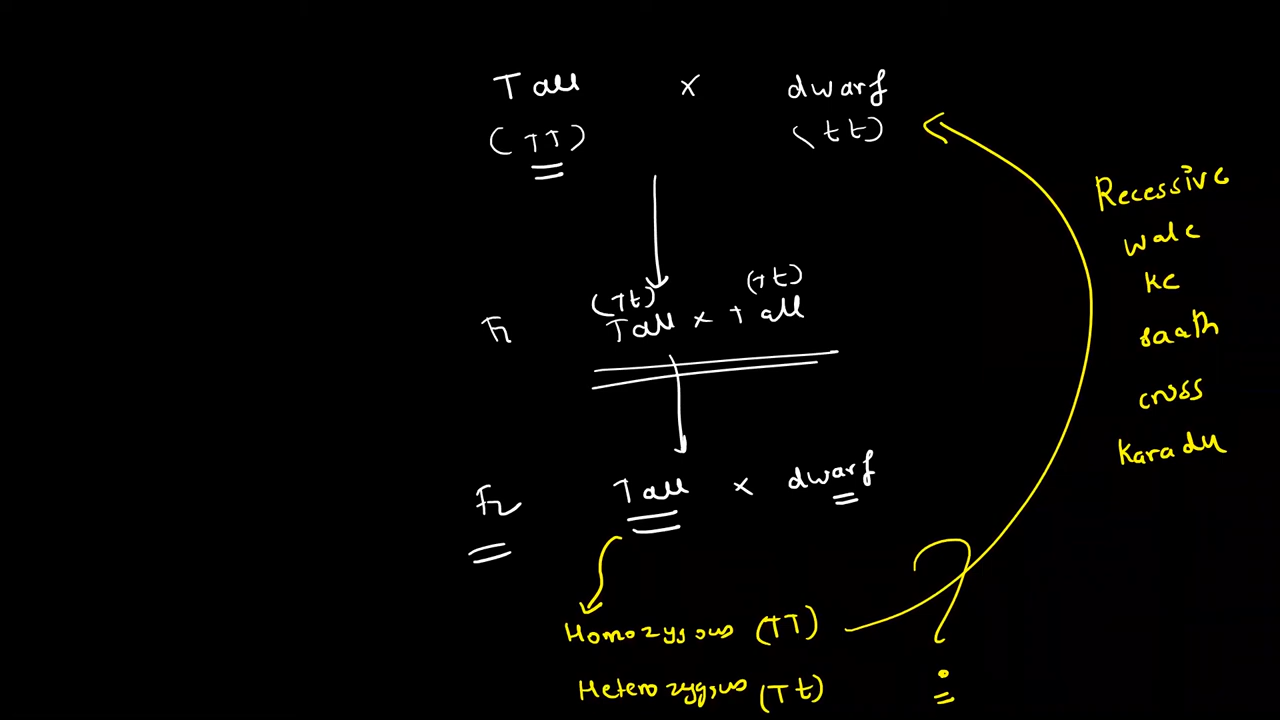 Tall x dwarf
(TT) (tt)
(Tt) (Tt)
F1 Tall x Tall
F2 Tall x dwarf
Homozygous (TT)
Heterozygous (Tt)
?
Recessive
wale
ke
saath
cross
Karadu